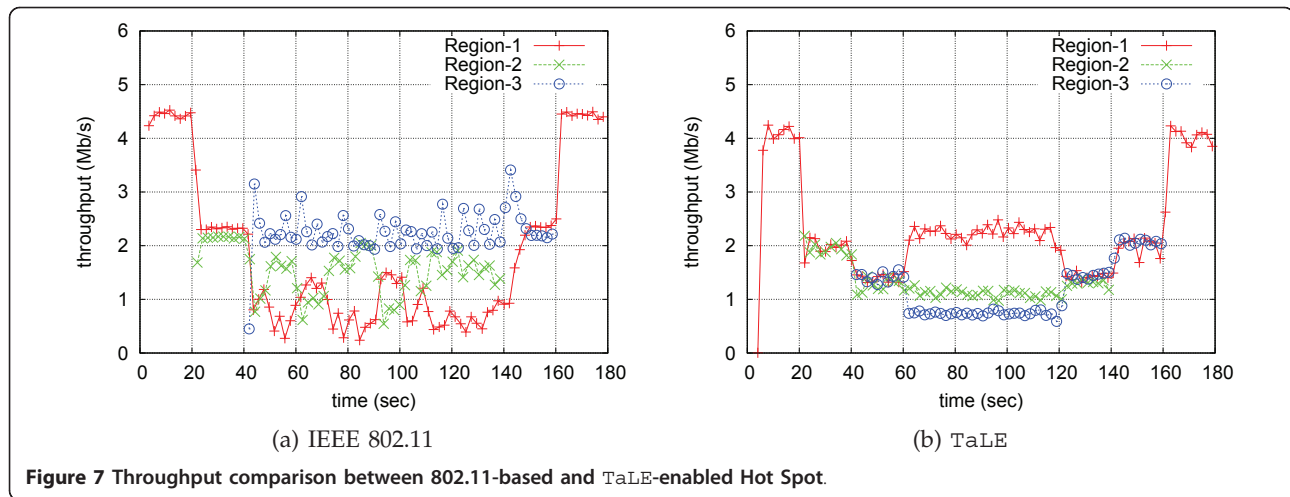 6
5
4
3
2
1
0
throughput (Mb/s)
Region-1
Region-2
Region-3
0 20 40 60 80 100 120 140 160 180
time (sec)
(a) IEEE 802.11
6
5
4
3
2
1
0
throughput (Mb/s)
Region-1
Region-2
Region-3
0 20 40 60 80 100 120 140 160 180
time (sec)
(b) TaLE
Figure 7 Throughput comparison between 802.11-based and TaLE-enabled Hot Spot.